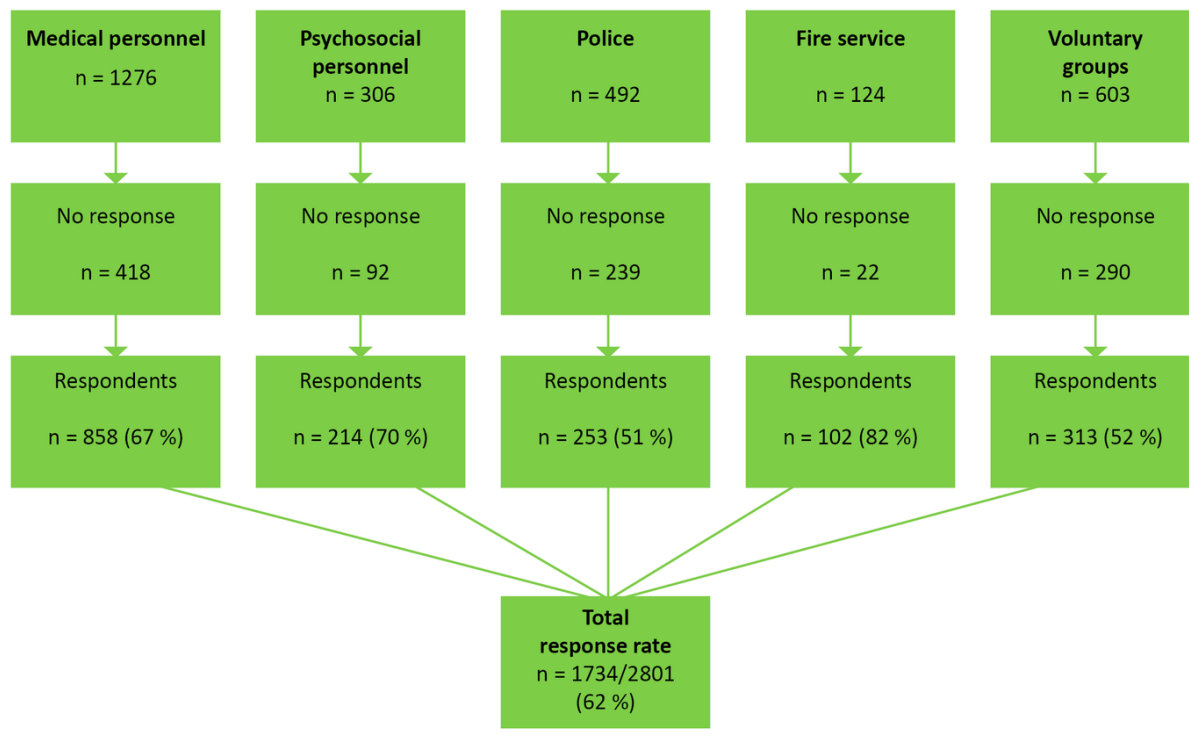 Medical personnel
n = 1276
Psychosocial
personnel
n = 306
Police
n = 492
Fire service
n = 124
Voluntary
groups
n = 603
No response
n = 418
No response
n = 92
No response
n = 239
No response
n = 22
No response
n = 290
Respondents
n = 858 (67 %)
Respondents
n = 214 (70 %)
Respondents
n = 253 (51 %)
Respondents
n = 102 (82 %)
Respondents
n = 313 (52 %)
Total
response rate
n = 1734/2801
(62 %)